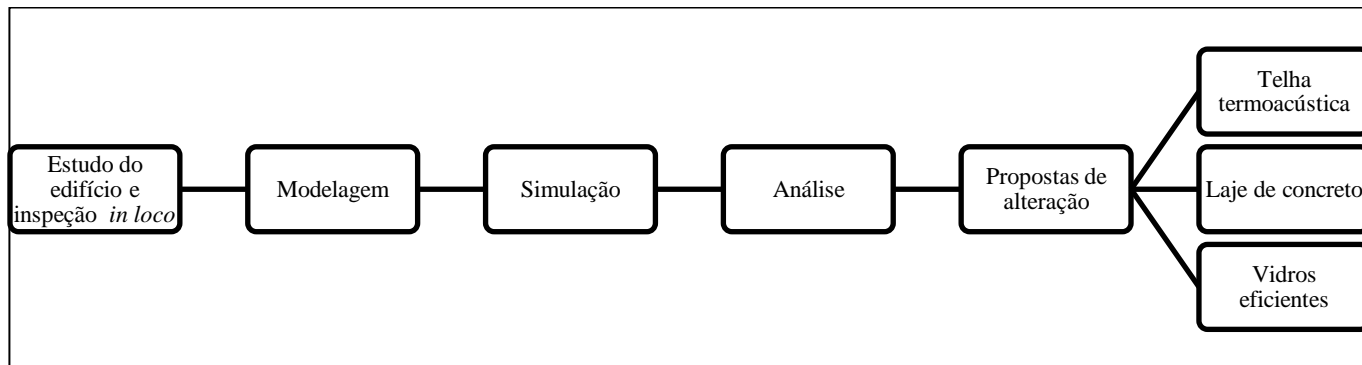 Estudo do
edifício e
inspeção in loco
Modelagem
Simulação
Análise
Propostas de
alteração
Telha
termoacústica
Laje de concreto
Vidros
eficientes